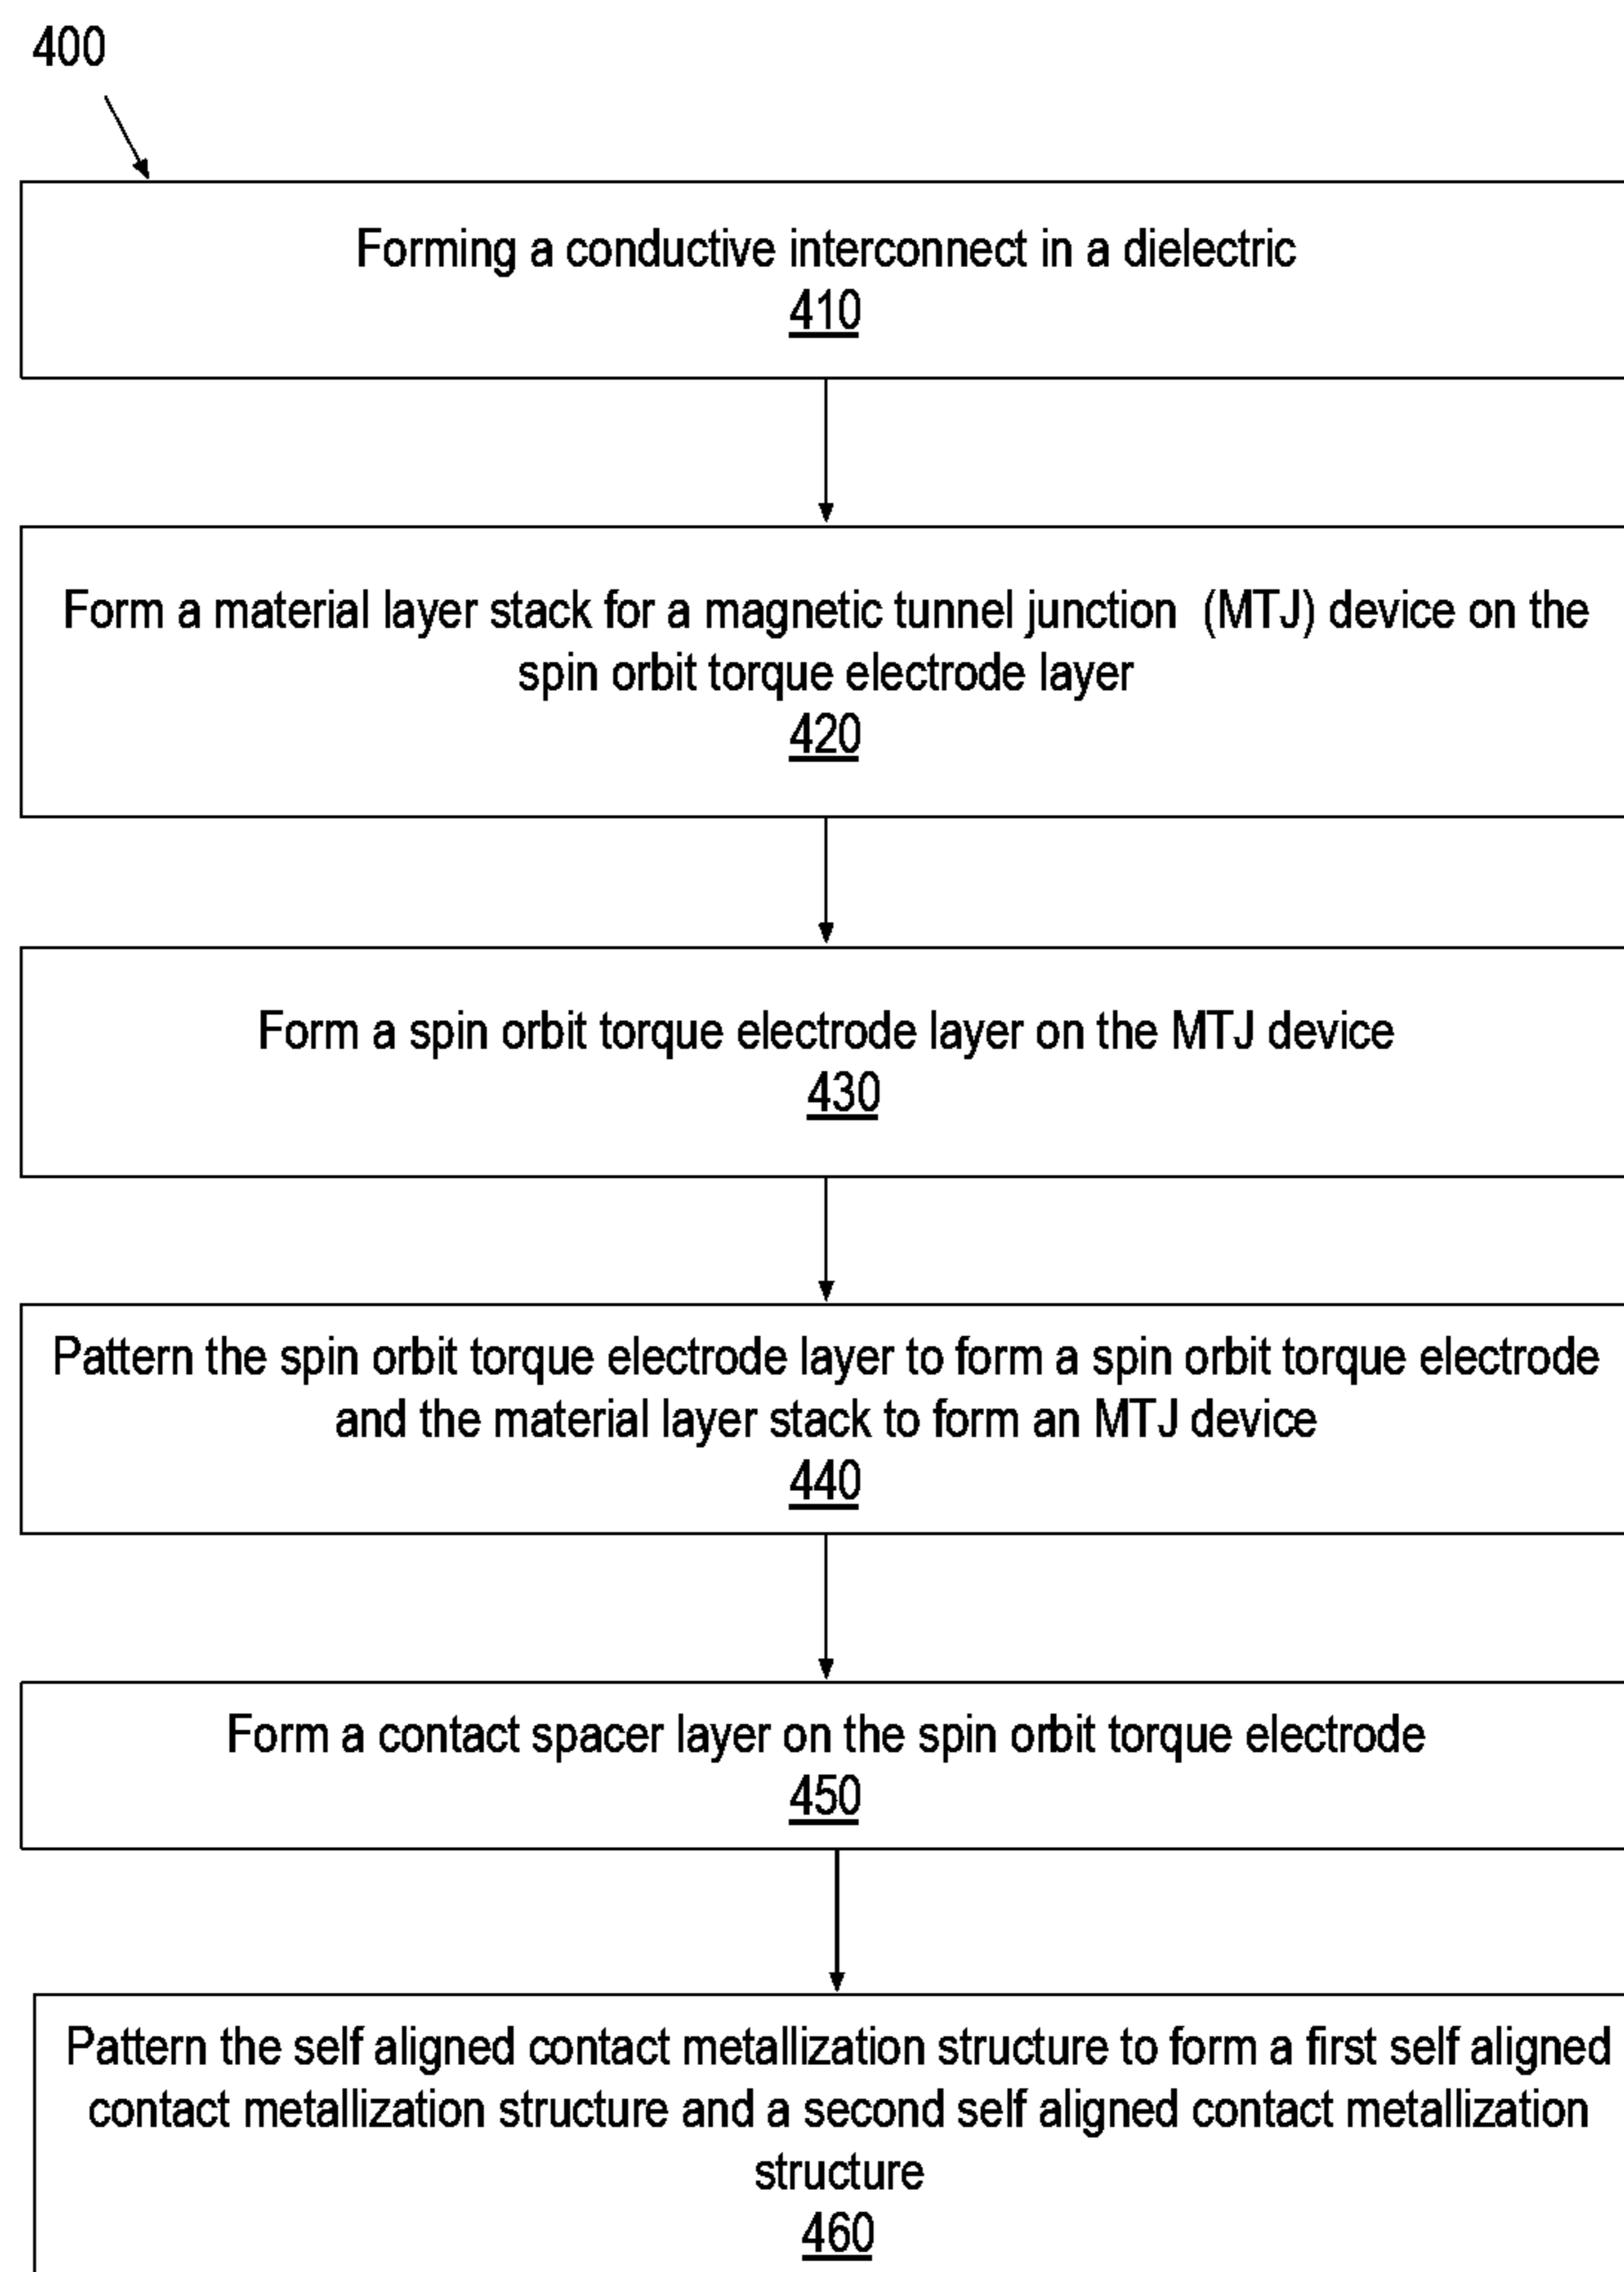 400
Forming a conductive interconnect in a dielectric
410
Form a material layer stack for a magnetic tunnel junction (MTJ) device on the
spin orbit torque electrode layer
420
Form a spin orbit torque electrode layer on the MTJ device
430
Pattern the spin orbit torque electrode layer to form a spin orbit torque electrode
and the material layer stack to form an MTJ device
440
Form a contact spacer layer on the spin orbit torque electrode
450
Pattern the self aligned contact metallization structure to form a first self aligned
contact metallization structure and a second self aligned contact metallization
structure
460